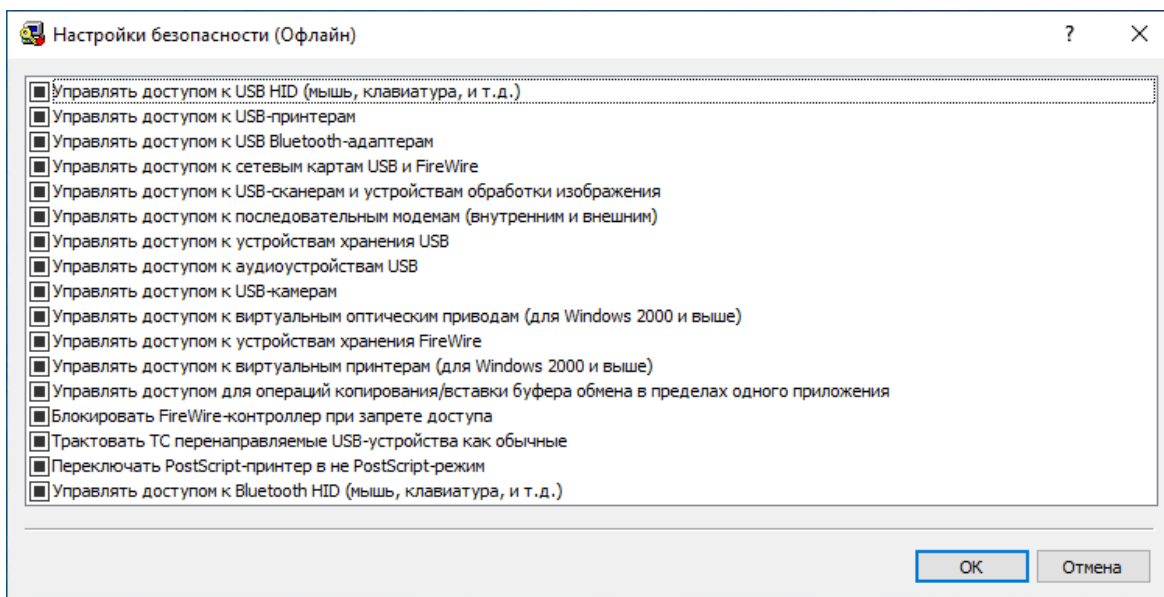 Настройки безопасности (Офлайн)
?
Управлять доступом к USB HID (мышь, клавиатура, и т.д.)
Управлять доступом к USB-принтерам
Управлять доступом к USB Bluetooth-адаптерам
Управлять доступом к сетевым картам USB и FireWire
Управлять доступом к USB-сканерам и устройствам обработки изображения
Управлять доступом к последовательным модемам (внутренним и внешним)
Управлять доступом к устройствам хранения USB
Управлять доступом к аудиоустройствам USB
Управлять доступом к USB-камерам
Управлять доступом к виртуальным оптическим приводам (для Windows 2000 и выше)
Управлять доступом к устройствам хранения FireWire
Управлять доступом к виртуальным принтерам (для Windows 2000 и выше)
Управлять доступом для операций копирования/вставки буфера обмена в пределах одного приложения
Блокировать FireWire-контроллер при запрете доступа
Трактовать ТС перенаправляемые USB-устройства как обычные
Переключать PostScript-принтер в не PostScript-режим
Управлять доступом к Bluetooth HID (мышь, клавиатура, и т.д.)
OK
Отмена